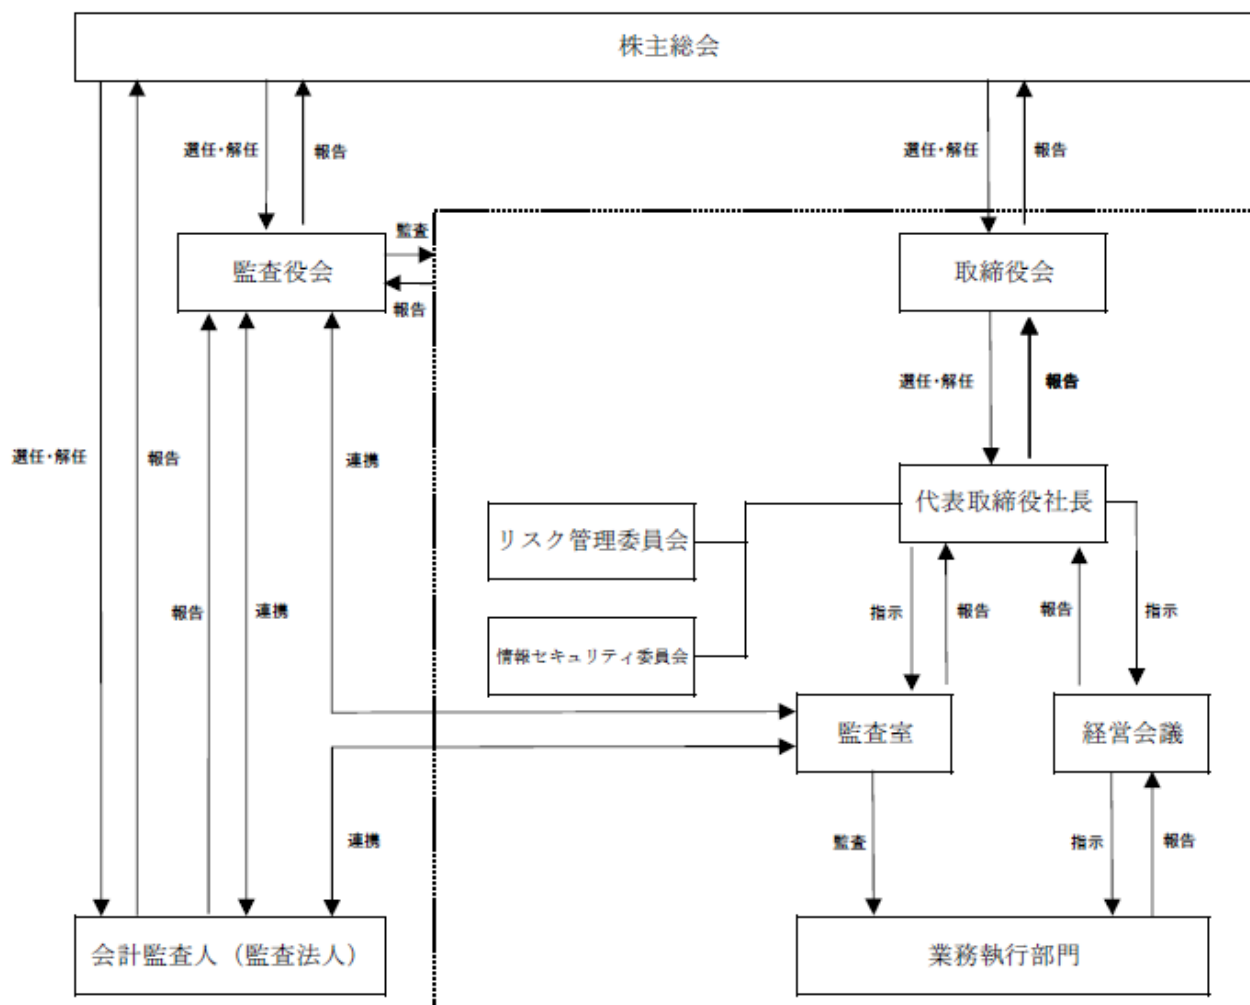 株主総会
選任・解任
報告
選任・解任
報告
監査
監査役会
取締役会
報告
選任・解任
報告
選任・解任
報告
連携
代表取締役社長
リスク管理委員会
報告
連携
指示
報告
報告
指示
情報セキュリティ委員会
監査室
経営会議
連携
監査
指示
報告
会計監査人（監査法人）
業務執行部門